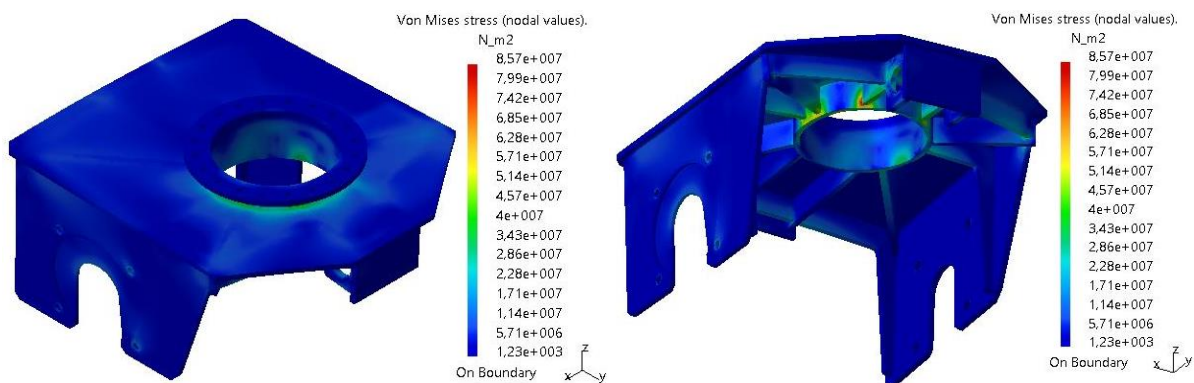 Von Mises stress (nodal values).
N_m2
8,57e+007
7,99e+007
7,42e+007
6,85e+007
6,28e+007
5,71e+007
5,14e+007
4,57e+007
4e+007
3,43e+007
2,86e+007
2,28e+007
1,71e+007
1,14e+007
5,71e+006
1,23e+003
On Boundary
z
x
y
Von Mises stress (nodal values).
N_m2
8,57e+007
7,99e+007
7,42e+007
6,85e+007
6,28e+007
5,71e+007
5,14e+007
4,57e+007
4e+007
3,43e+007
2,86e+007
2,28e+007
1,71e+007
1,14e+007
5,71e+006
1,23e+003
On Boundary
z
x
y